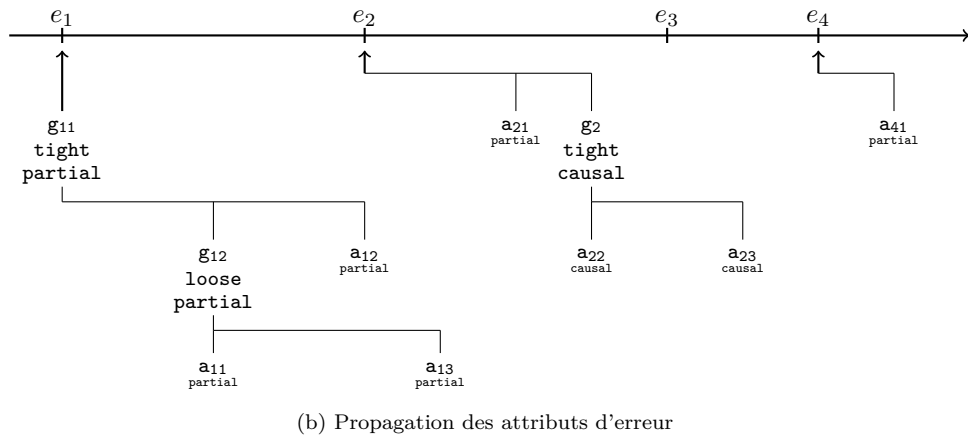 e1 e2 e3 e4
g11
tight
partial
a21
partial
g2
tight
causal
a41
partial
g12
loose
partial
a12
partial
a22
causal
a23
causal
a11
partial
a13
partial
(b) Propagation des attributs d'erreur